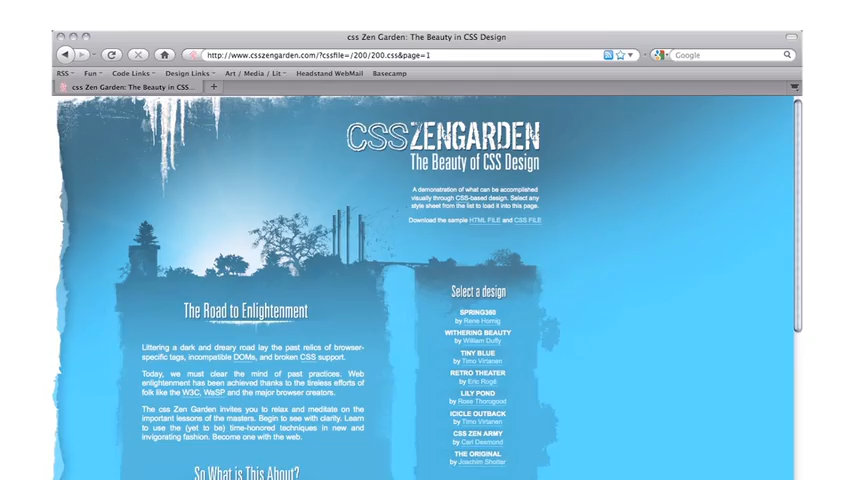 css Zen Garden: The Beauty in CSS Design
http://www.csszengarden.com/?cssfile=/200/200.css&page=1
Google
RSS Fun Code Links Design Links Art / Media / Lit Headstand WebMail Basecamp
css Zen Garden: The Beauty in CSS...
CSSZENGARDEN
The Beauty of CSS Design
A demonstration of what can be accomplished
visually through CSS-based design. Select any
style sheet from the list to load it into this page.
Download the sample HTML FILE and CSS FILE
The Road to Enlightenment
Littering a dark and dreary road lay the past relics of browser-
specific tags, incompatible DOMs, and broken CSS support.
Today, we must clear the mind of past practices. Web
enlightenment has been achieved thanks to the tireless efforts of
folk like the W3C, WaSP and the major browser creators.
The css Zen Garden invites you to relax and meditate on the
important lessons of the masters. Begin to see with clarity. Learn
to use the (yet to be) time-honored techniques in new and
invigorating fashion. Become one with the web.
So What is This About?
Select a design
SPRING360
by Rene Hornig
WITHERING BEAUTY
by William Duffy
TINY BLUE
by Timo Virtanen
RETRO THEATER
by Eric Rogé
LILY POND
by Rose Thorogood
ICICLE OUTBACK
by Timo Virtanen
CSS ZEN ARMY
by Carl Desmond
THE ORIGINAL
by Joachim Shotter